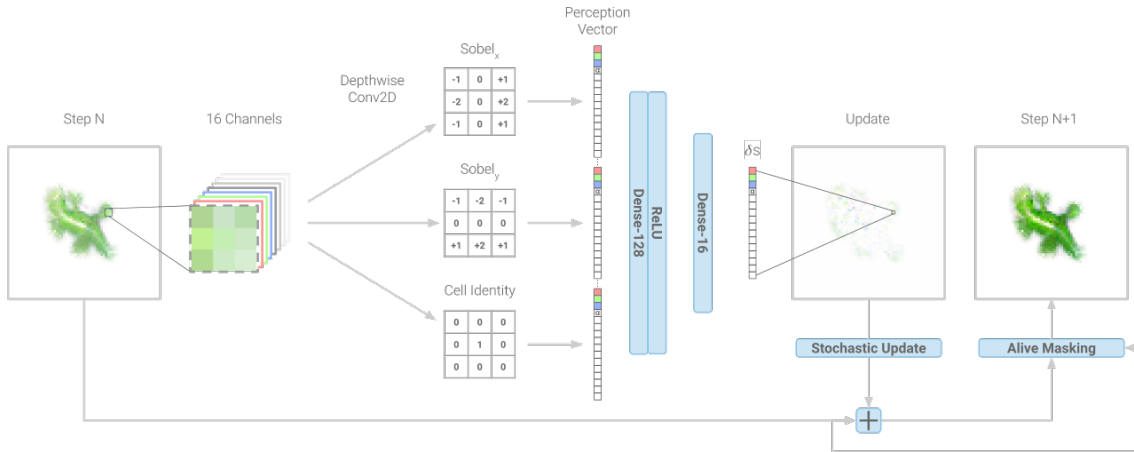 Step N
16 Channels
Depthwise
Conv2D
Sobelx
-1 0 +1
-2 0 +2
-1 0 +1
Sobely
-1 -2 -1
0 0 0
+1 +2 +1
Cell Identity
0 0 0
0 1 0
0 0 0
Perception
Vector
α
α
α
Dense-128
ReLU
Dense-16
δs
α
Update
Stochastic Update
+
Step N+1
Alive Masking